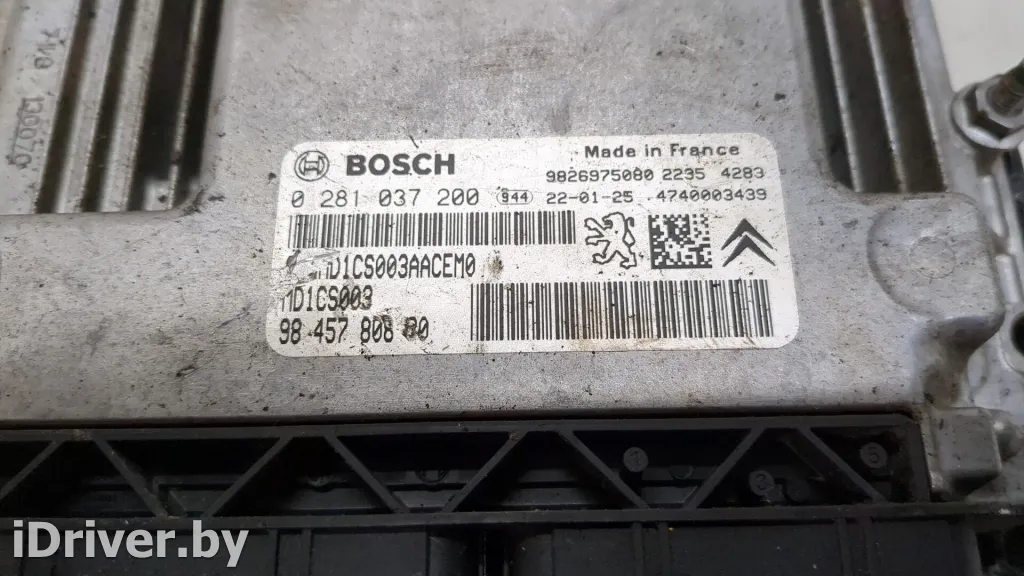 BOSCH
Made in France
9826975080 2235 4283
0 281 037 200 944 22-01-25 .4740003439
MD1CS003AACEM0
MD1CS003
98 457 808 80
iDriver.by